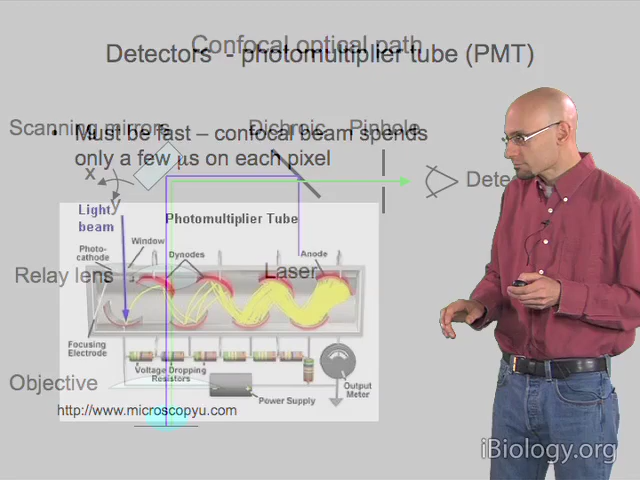 Confocal optical path
Detectors - photomultiplier tube (PMT)
Scanning mirrors
Dichroic
Pinhole
• Must be fast – confocal beam spends
only a few µs on each pixel
x
y
Light
beam
Photomultiplier Tube
Photo-
cathode
Window
Dynodes
Anode
Relay lens
Laser
Focusing
Electrode
Voltage Dropping
Resistors
Objective
Power Supply
Output
Meter
http://www.microscopyu.com
iBiology.org